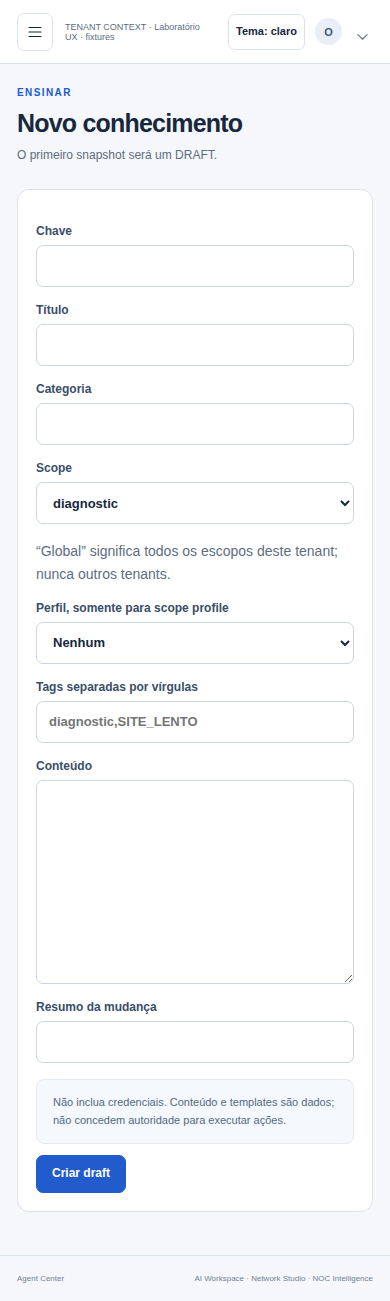 TENANT CONTEXT · Laboratório
UX · fixtures
Tema: claro
O
ENSINAR
Novo conhecimento
O primeiro snapshot será um DRAFT.
Chave
Título
Categoria
Scope
diagnostic
“Global” significa todos os escopos deste tenant;
nunca outros tenants.
Perfil, somente para scope profile
Nenhum
Tags separadas por vírgulas
diagnostic,SITE_LENTO
Conteúdo
Resumo da mudança
Não inclua credenciais. Conteúdo e templates são dados;
não concedem autoridade para executar ações.
Criar draft
Agent Center
AI Workspace · Network Studio · NOC Intelligence